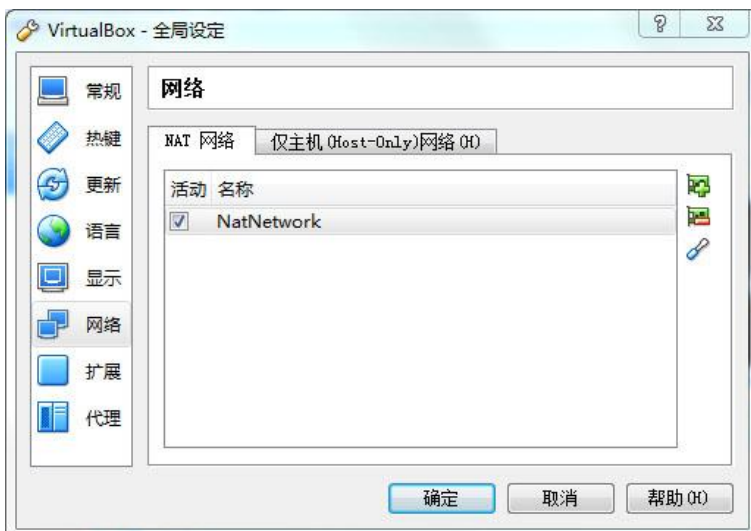 VirtualBox - 全局设定
常规
热键
更新
语言
显示
网络
扩展
代理
网络
NAT 网络
仅主机(Host-Only)网络(H)
活动 名称
NatNetwork
确定
取消
帮助(H)